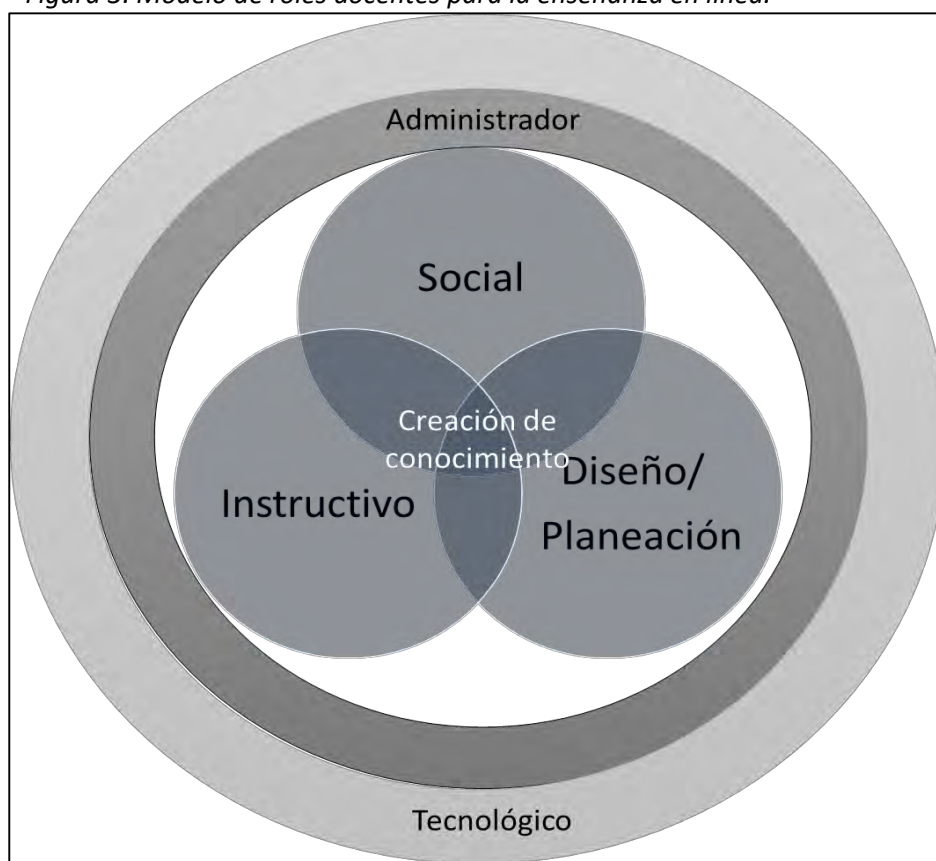 Figura 3. Modelo de roles docentes para la enseñanza en línea.
Administrador
Social
Creación de
conocimiento
Instructivo
Diseño/
Planeación
Tecnológico